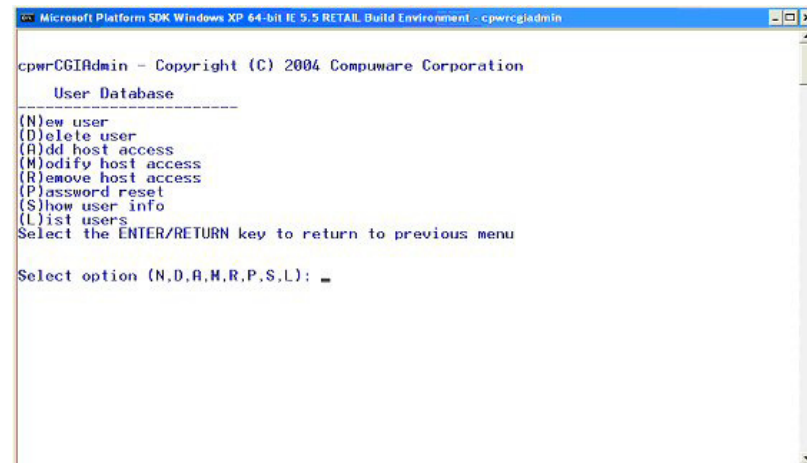 Microsoft Platform SDK Windows XP 64-bit IE 5.5 RETAIL Build Environment - cpwrcgiadmin
cpwrCGIAdmin - Copyright (C) 2004 Compuware Corporation
User Database
------------------------
(N)ew user
(D)elete user
(A)dd host access
(M)odify host access
(R)emove host access
(P)assword reset
(S)how user info
(L)ist users
Select the ENTER/RETURN key to return to previous menu
Select option (N,D,A,M,R,P,S,L): _